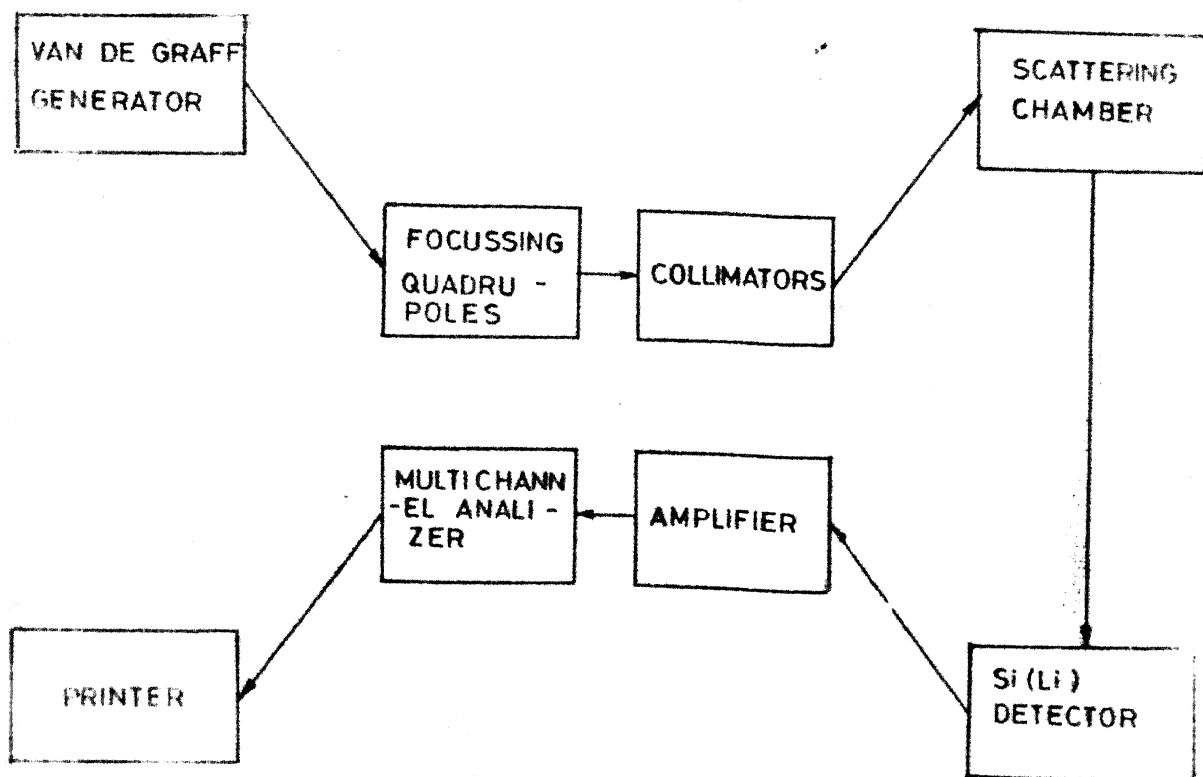 VAN DE GRAFF
GENERATOR
FOCUSSING
QUADRU -
POLES
COLLIMATORS
SCATTERING
CHAMBER
Si(Li)
DETECTOR
AMPLIFIER
MULTICHANN
-EL ANALI -
ZER
PRINTER